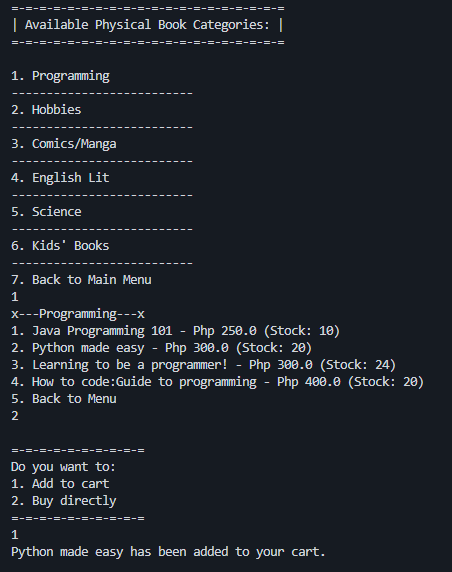 =-=-=-=-=-=-=-=-=-=-=-=-=-=-=-=-=-=-=-=
| Available Physical Book Categories: |
=-=-=-=-=-=-=-=-=-=-=-=-=-=-=-=-=-=-=-=
1. Programming
--------------------------
2. Hobbies
--------------------------
3. Comics/Manga
--------------------------
4. English Lit
--------------------------
5. Science
--------------------------
6. Kids' Books
--------------------------
7. Back to Main Menu
1
x---Programming---x
1. Java Programming 101 - Php 250.0 (Stock: 10)
2. Python made easy - Php 300.0 (Stock: 20)
3. Learning to be a programmer! - Php 300.0 (Stock: 24)
4. How to code:Guide to programming - Php 400.0 (Stock: 20)
5. Back to Menu
2
=-=-=-=-=-=-=-=-=-=
Do you want to:
1. Add to cart
2. Buy directly
=-=-=-=-=-=-=-=-=-=
1
Python made easy has been added to your cart.